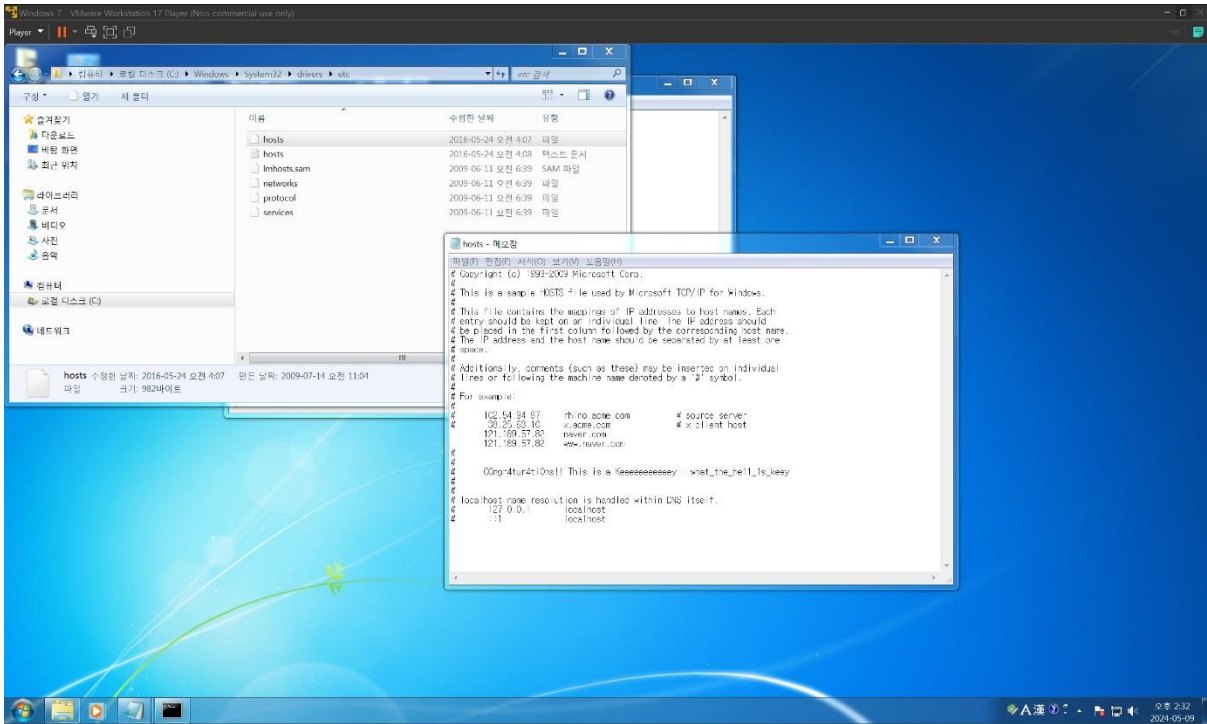 Windows 7 - VMware Workstation 17 Player (Non-commercial use only)
Player
컴퓨터 ▸ 로컬 디스크 (C:) ▸ Windows ▸ System32 ▸ drivers ▸ etc
etc 검색
구성 열기 새 폴더
즐겨찾기
다운로드
바탕 화면
최근 위치
라이브러리
문서
비디오
사진
음악
컴퓨터
로컬 디스크 (C:)
네트워크
이름 수정한 날짜 유형
hosts 2016-05-24 오전 4:07 파일
hosts 2016-05-24 오전 4:08 텍스트 문서
lmhosts.sam 2009-06-11 오전 6:39 SAM 파일
networks 2009-06-11 오전 6:39 파일
protocol 2009-06-11 오전 6:39 파일
services 2009-06-11 오전 6:39 파일
hosts 수정한 날짜: 2016-05-24 오전 4:07 만든 날짜: 2009-07-14 오전 11:04
파일 크기: 982바이트
hosts - 메모장
파일(F) 편집(E) 서식(O) 보기(V) 도움말(H)
# Copyright (c) 1993-2009 Microsoft Corp.
#
# This is a sample HOSTS file used by Microsoft TCP/IP for Windows.
#
# This file contains the mappings of IP addresses to host names. Each
# entry should be kept on an individual line. The IP address should
# be placed in the first column followed by the corresponding host name.
# The IP address and the host name should be separated by at least one
# space.
#
# Additionally, comments (such as these) may be inserted on individual
# lines or following the machine name denoted by a '#' symbol.
#
# For example:
#
# 102.54.94.97 rhino.acme.com # source server
# 38.25.63.10 x.acme.com # x client host
121.189.57.82 naver.com
121.189.57.82 www.naver.com
#
#
# C0ngr4tur4ti0ns!! This is a Keeeeeeeeeey : what_the_he11_1s_keey
#
#
# localhost name resolution is handled within DNS itself.
# 127.0.0.1 localhost
# ::1 localhost
A 漢
오후 2:32
2024-05-09